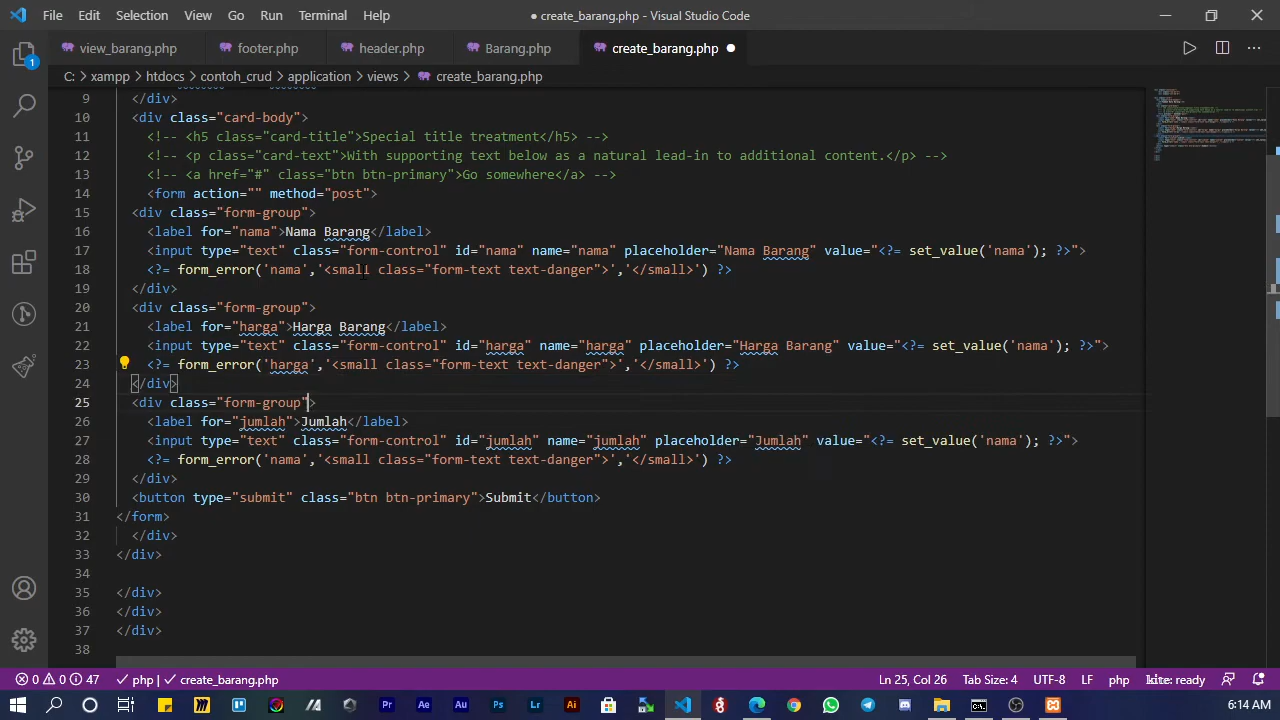 File Edit Selection View Go Run Terminal Help ● create_barang.php - Visual Studio Code
view_barang.php footer.php header.php Barang.php create_barang.php ●
C: > xampp > htdocs > contoh_crud > application > views > create_barang.php
9 </div>
10 <div class="card-body">
11 <!-- <h5 class="card-title">Special title treatment</h5> -->
12 <!-- <p class="card-text">With supporting text below as a natural lead-in to additional content.</p> -->
13 <!-- <a href="#" class="btn btn-primary">Go somewhere</a> -->
14 <form action="" method="post">
15 <div class="form-group">
16 <label for="nama">Nama Barang</label>
17 <input type="text" class="form-control" id="nama" name="nama" placeholder="Nama Barang" value="<?= set_value('nama'); ?>">
18 <?= form_error('nama','<small class="form-text text-danger">','</small>') ?>
19 </div>
20 <div class="form-group">
21 <label for="harga">Harga Barang</label>
22 <input type="text" class="form-control" id="harga" name="harga" placeholder="Harga Barang" value="<?= set_value('nama'); ?>">
23 <?= form_error('harga','<small class="form-text text-danger">','</small>') ?>
24 </div>
25 <div class="form-group">
26 <label for="jumlah">Jumlah</label>
27 <input type="text" class="form-control" id="jumlah" name="jumlah" placeholder="Jumlah" value="<?= set_value('nama'); ?>">
28 <?= form_error('nama','<small class="form-text text-danger">','</small>') ?>
29 </div>
30 <button type="submit" class="btn btn-primary">Submit</button>
31 </form>
32 </div>
33 </div>
34
35 </div>
36 </div>
37 </div>
38
1
0 0 47 php | create_barang.php Ln 25, Col 26 Tab Size: 4 UTF-8 LF php kite: ready
Pr Ae Au Ps Lr Ai 6:14 AM